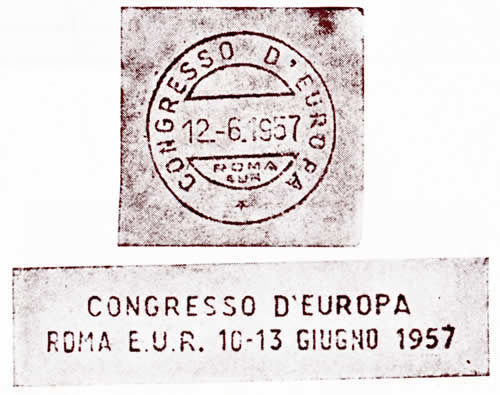 CONGRESSO D'EUROPA
12.-6.1957
ROMA
EUR
CONGRESSO D'EUROPA
ROMA E.U.R. 10-13 GIUGNO 1957